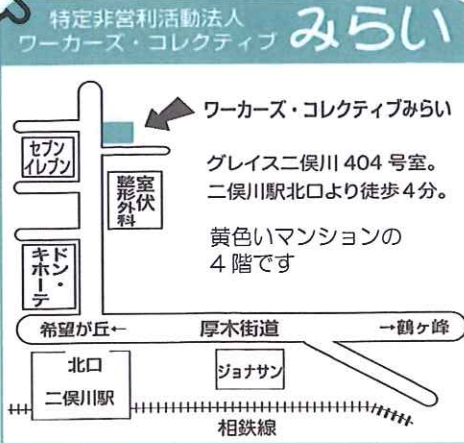 特定非営利活動法人
ワーカーズ・コレクティブ みらい
ワーカーズ・コレクティブみらい
セブン
イレブン
グレイス二俣川 404 号室。
二俣川駅北口より徒歩4分。
室伏
整形外科
黄色いマンションの
4 階です
ドン・
キホーテ
希望が丘← 厚木街道 →鶴ヶ峰
北口
二俣川駅
ジョナサン
相鉄線